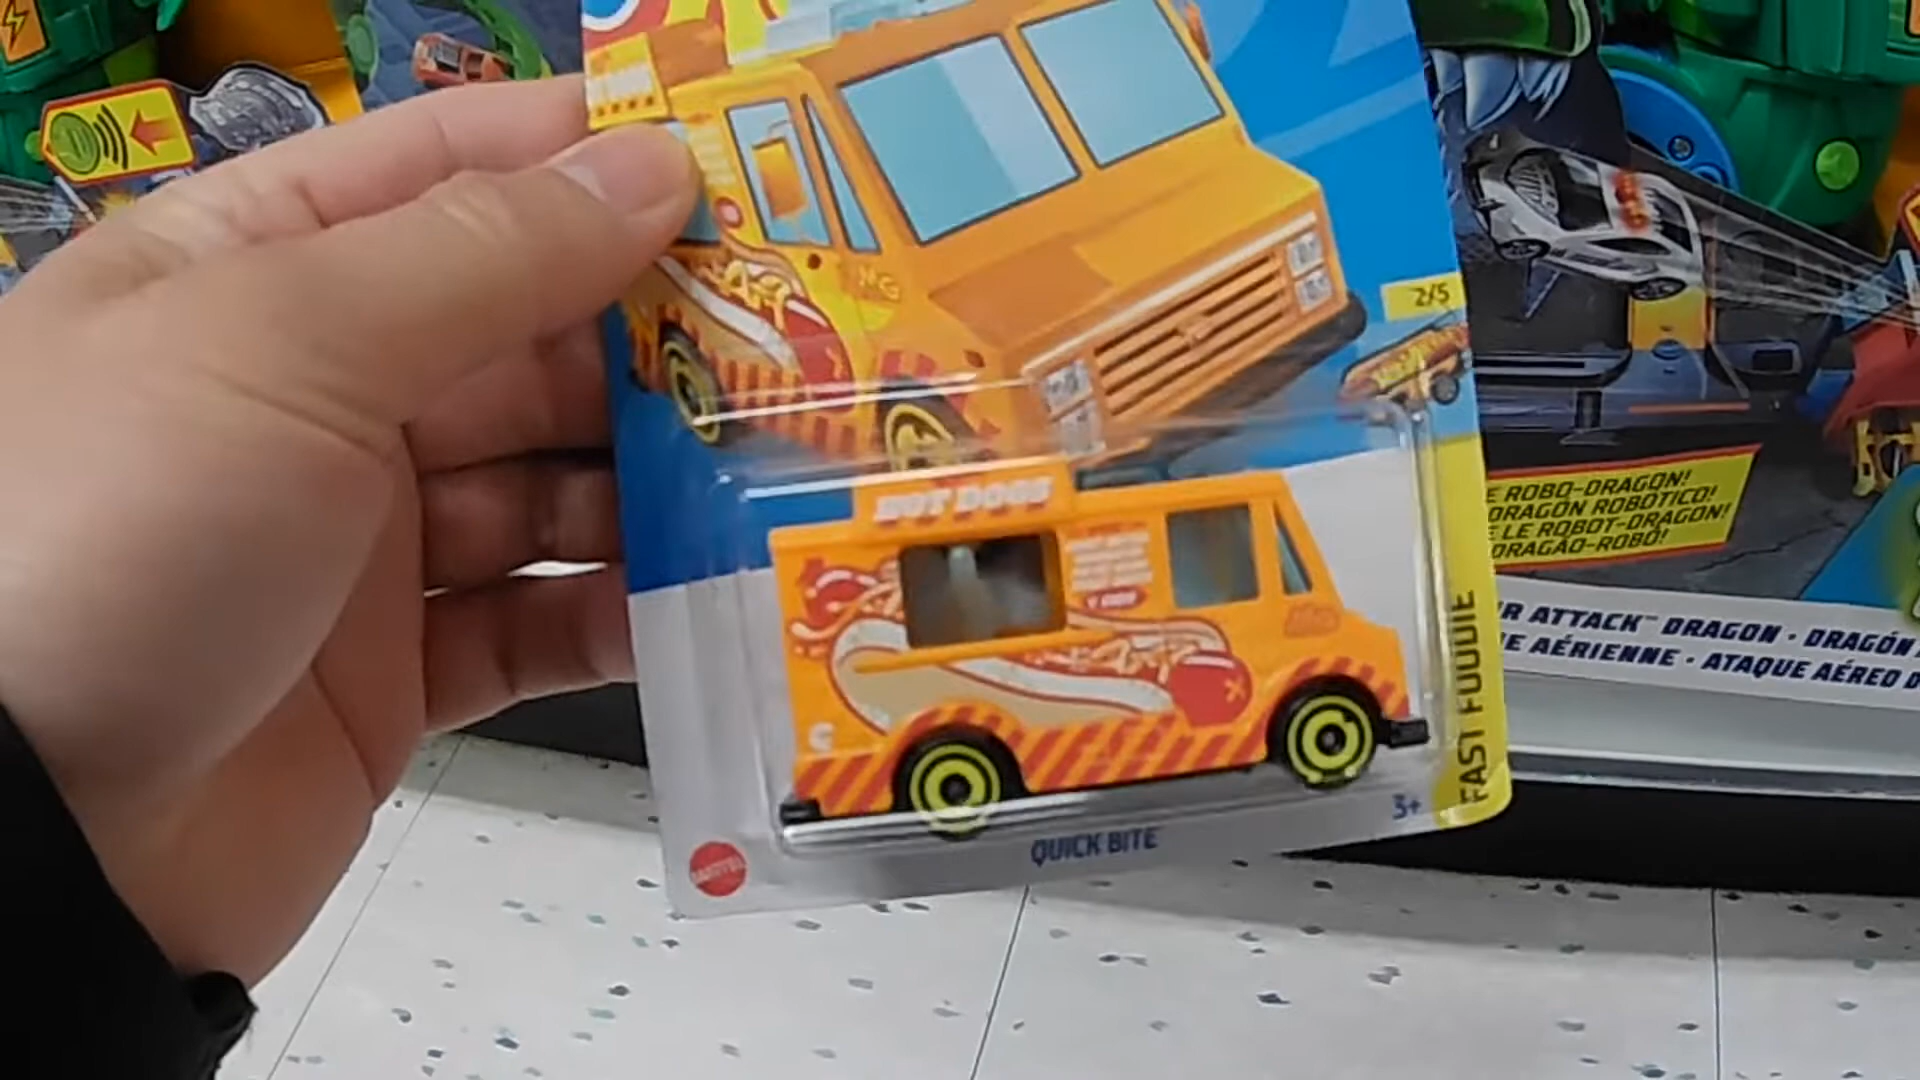 2/5
HOT DOGS
MG
FAST FOODIE
3+
QUICK BITE
MATTEL
E ROBO-DRAGON!
DRAGÓN ROBÓTICO!
LE ROBOT-DRAGON!
DRAGÃO-ROBÔ!
R ATTACK™ DRAGON • DRAGÓN
E AÉRIENNE • ATAQUE AÉREO D